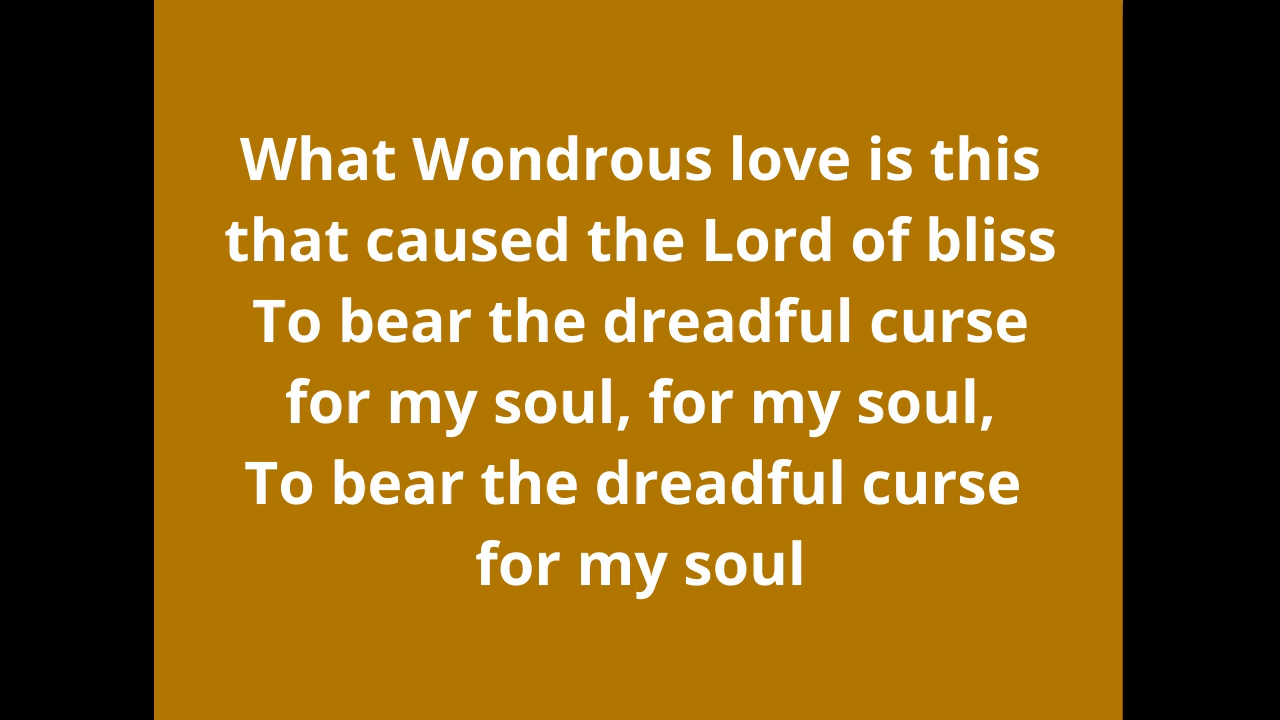 What Wondrous love is this
that caused the Lord of bliss
To bear the dreadful curse
for my soul, for my soul,
To bear the dreadful curse
for my soul